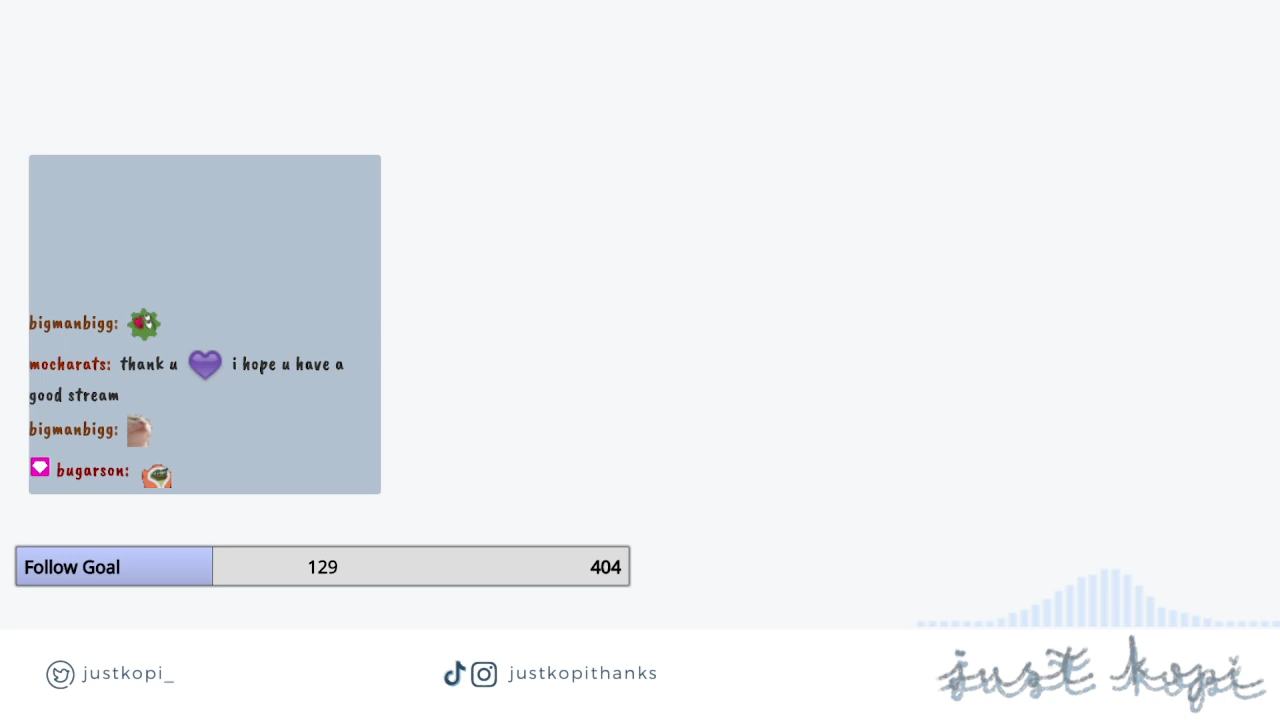 bigmanbigg:
mocharats: thank u 💜 i hope u have a
good stream
bigmanbigg:
bugarson:
Follow Goal 129 404
justkopi_ justkopithanks
just kopi